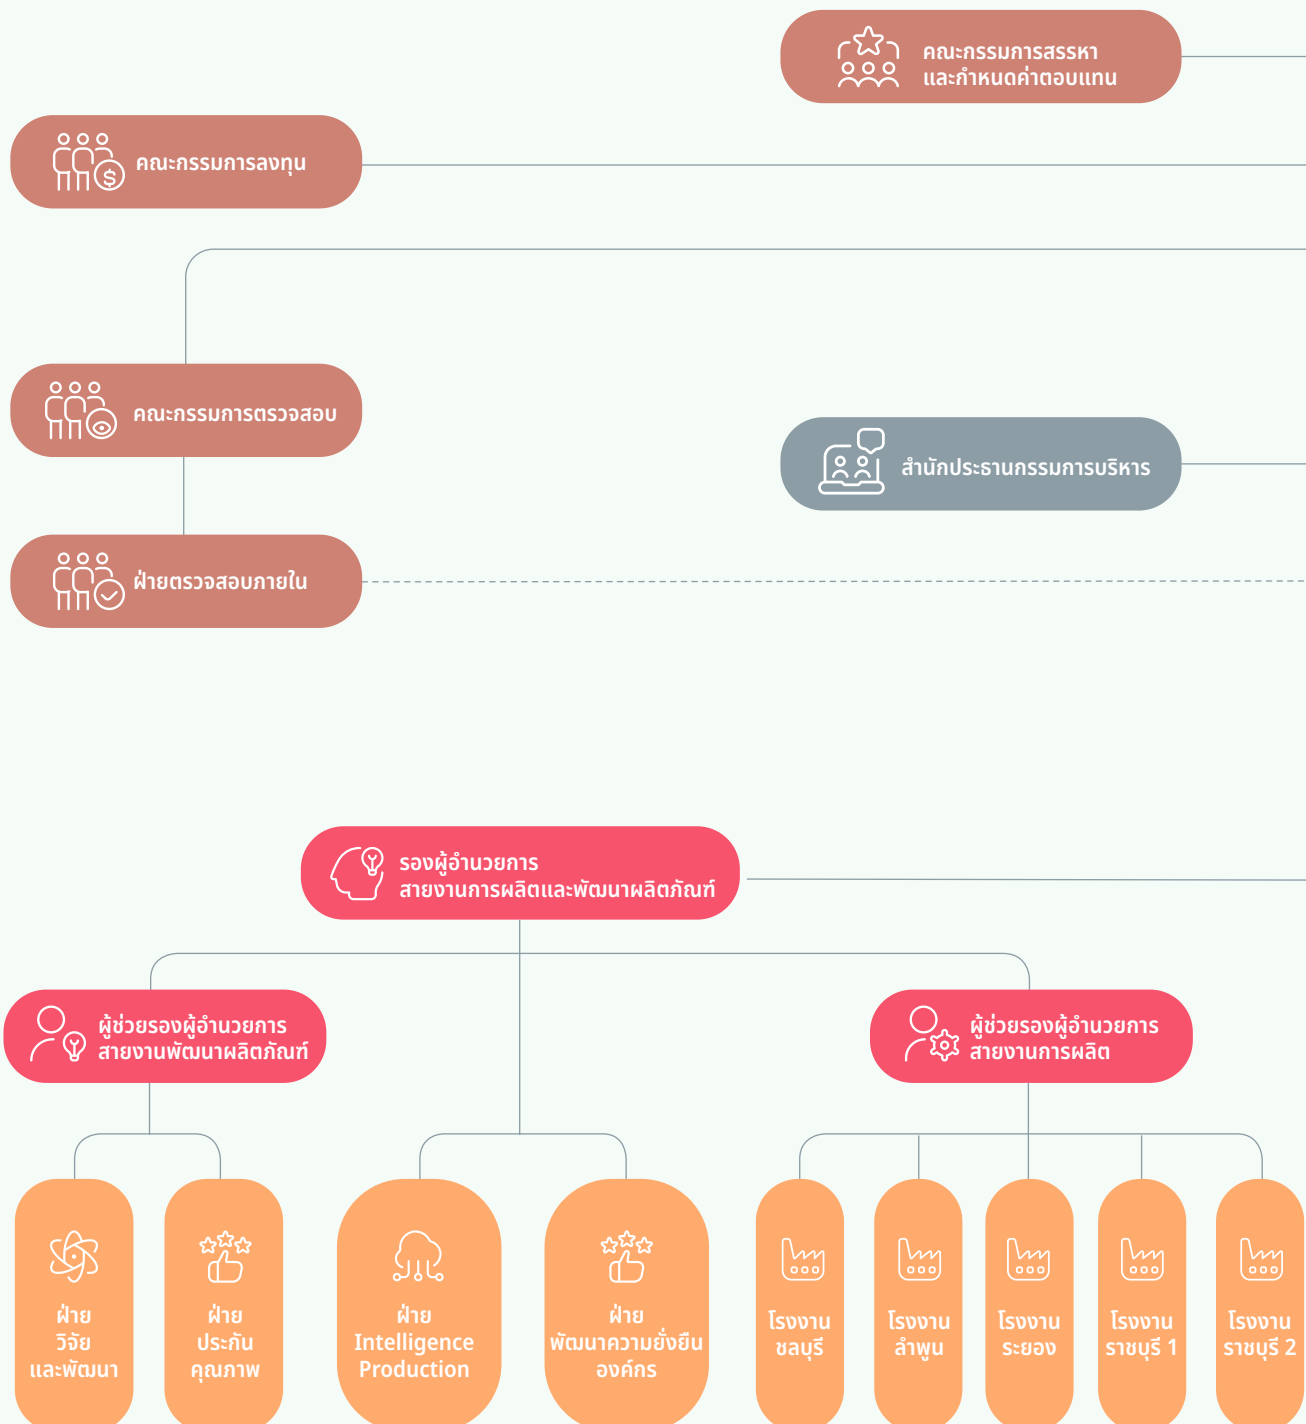 คณะกรรมการสรรหา
และกำหนดค่าตอบแทน
คณะกรรมการลงทุน
คณะกรรมการตรวจสอบ
สำนักประธานกรรมการบริหาร
ฝ่ายตรวจสอบภายใน
รองผู้อำนวยการ
สายงานการผลิตและพัฒนาผลิตภัณฑ์
ผู้ช่วยรองผู้อำนวยการ
สายงานพัฒนาผลิตภัณฑ์
ผู้ช่วยรองผู้อำนวยการ
สายงานการผลิต
ฝ่าย
วิจัย
และพัฒนา
ฝ่าย
ประกัน
คุณภาพ
ฝ่าย
Intelligence
Production
ฝ่าย
พัฒนาความยั่งยืน
องค์กร
โรงงาน
ชลบุรี
โรงงาน
ลำพูน
โรงงาน
ระยอง
โรงงาน
ราชบุรี 1
โรงงาน
ราชบุรี 2